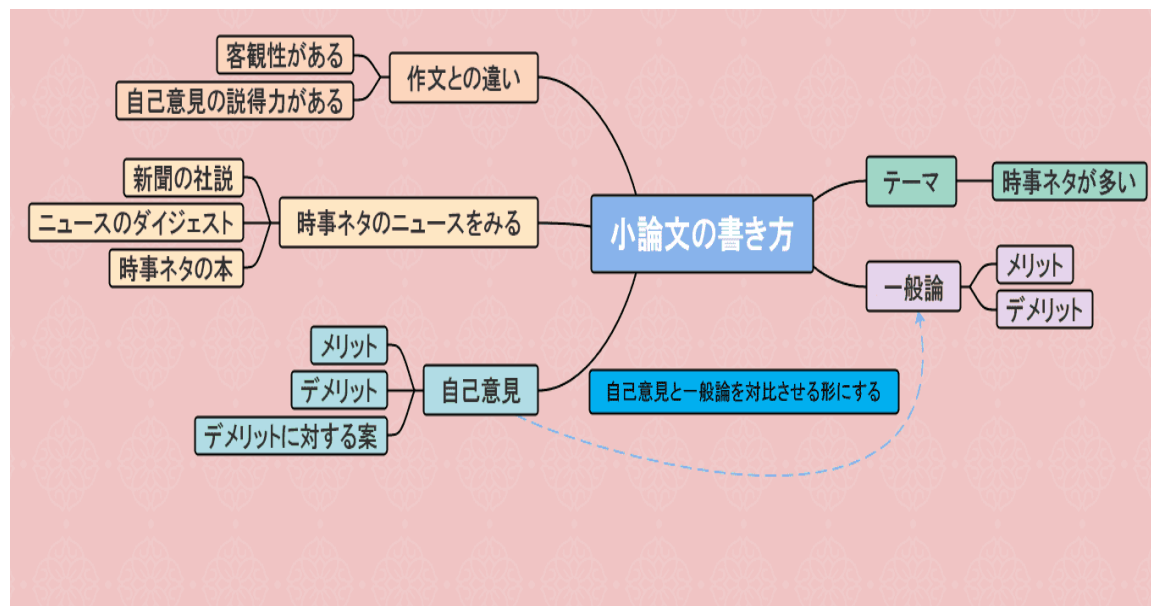 小論文の書き方
テーマ
時事ネタが多い
一般論
メリット
デメリット
作文との違い
客観性がある
自己意見の説得力がある
時事ネタのニュースをみる
新聞の社説
ニュースのダイジェスト
時事ネタの本
自己意見
メリット
デメリット
デメリットに対する案
自己意見と一般論を対比させる形にする